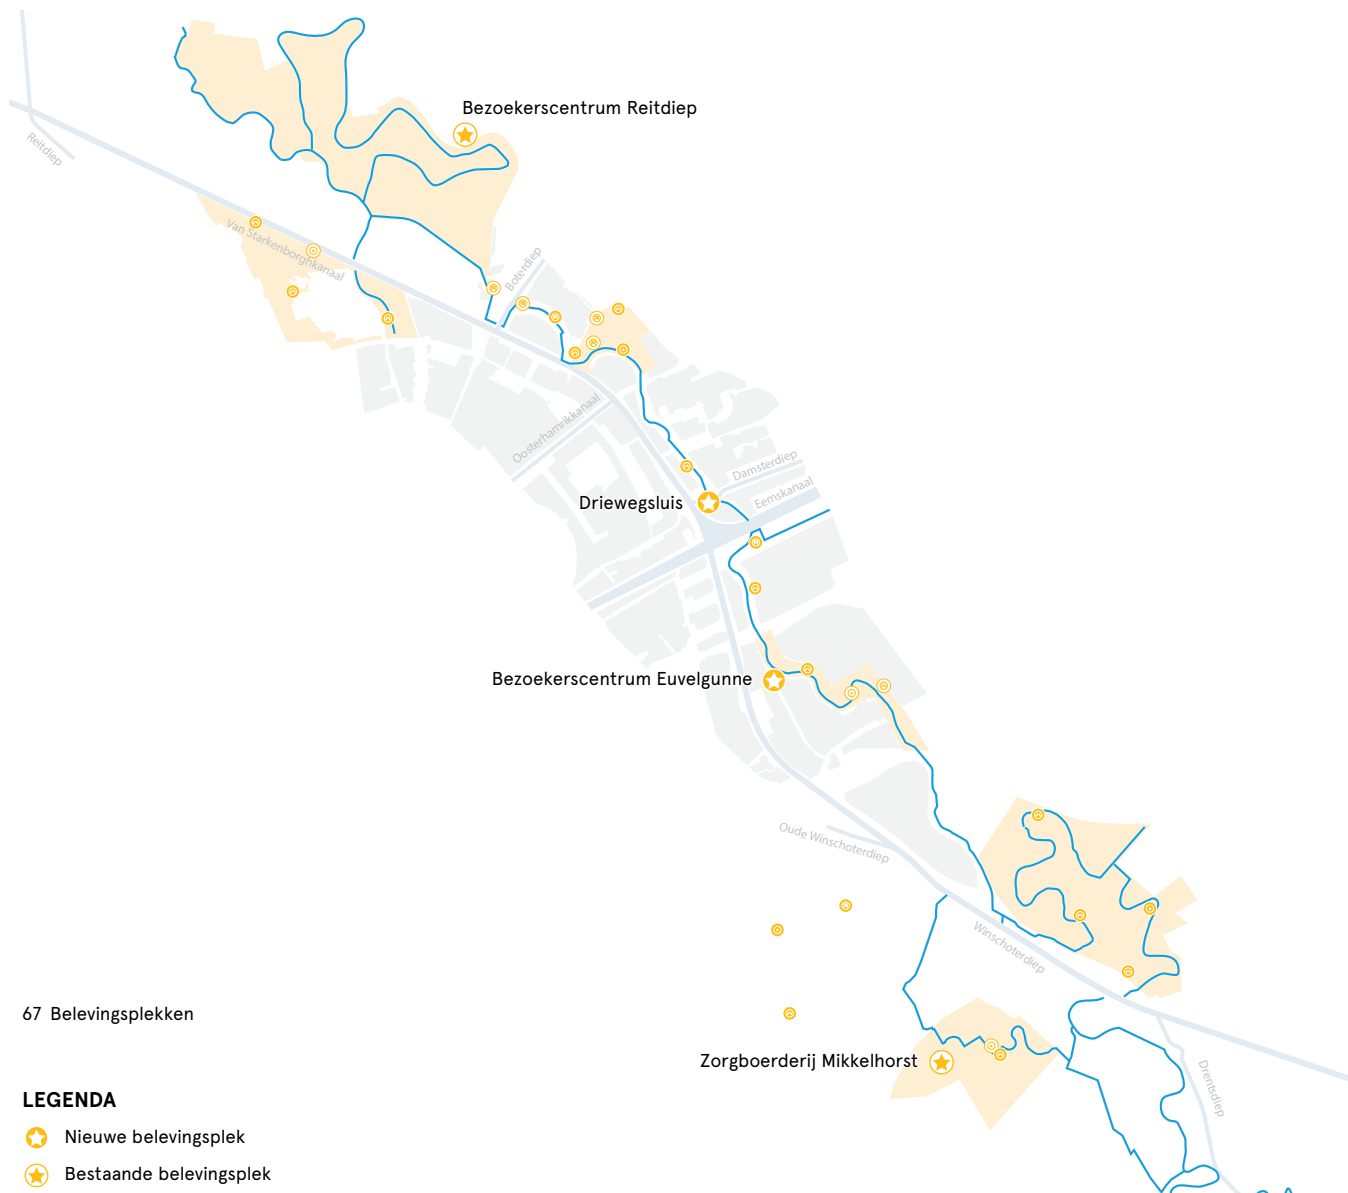 Bezoekerscentrum Reitdiep
Reitdiep
Van Starkenborghkanaal
Boterdiep
Oosterhamrikkanaal
Damsterdiep
Eemskanaal
Driewegsluis
Bezoekerscentrum Euvelgunne
Oude Winschoterdiep
Winschoterdiep
67 Belevingsplekken
Zorgboerderij Mikkelhorst
Drentsdiep
LEGENDA
Nieuwe belevingsplek
Bestaande belevingsplek